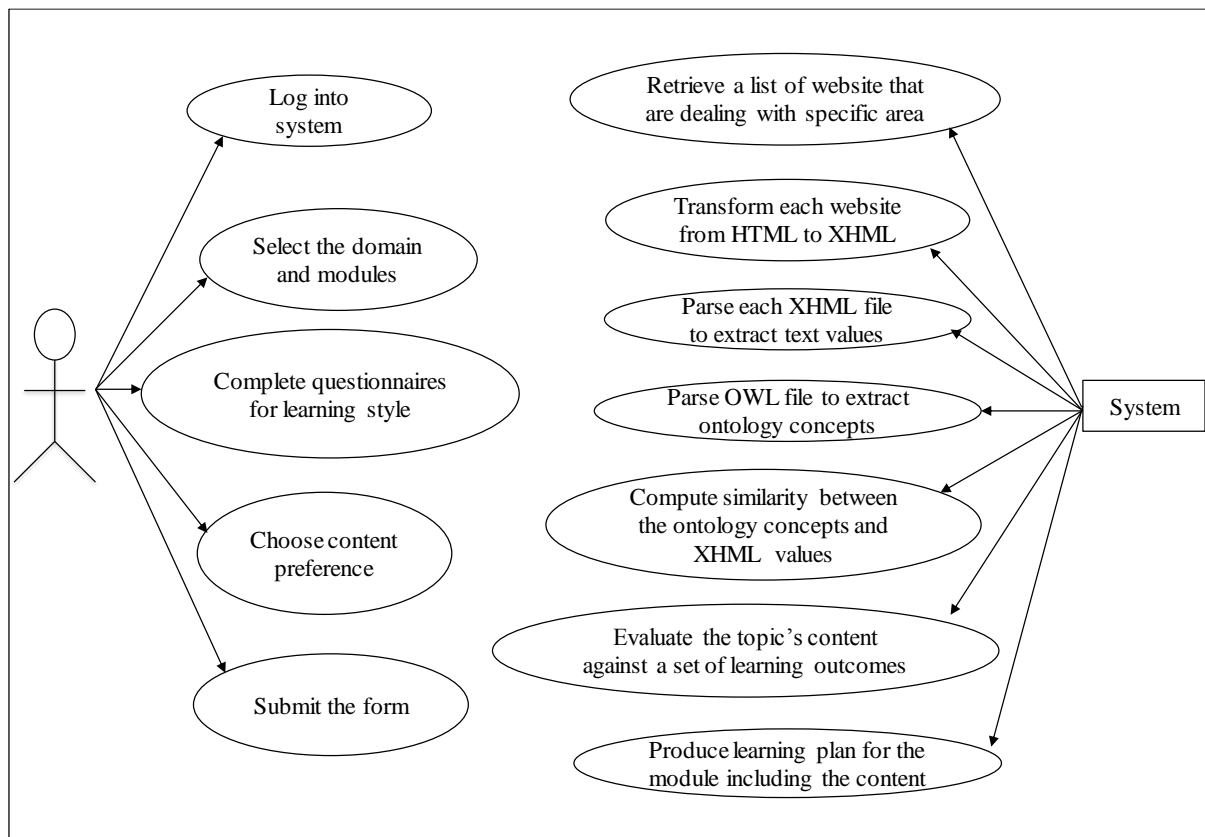 Log into
system
Select the domain
and modules
Complete questionnaires
for learning style
Choose content
preference
Submit the form
Retrieve a list of website that
are dealing with specific area
Transform each website
from HTML to XHML
Parse each XHML file
to extract text values
Parse OWL file to extract
ontology concepts
Compute similarity between
the ontology concepts and
XHML values
Evaluate the topic’s content
against a set of learning outcomes
Produce learning plan for the
module including the content
System